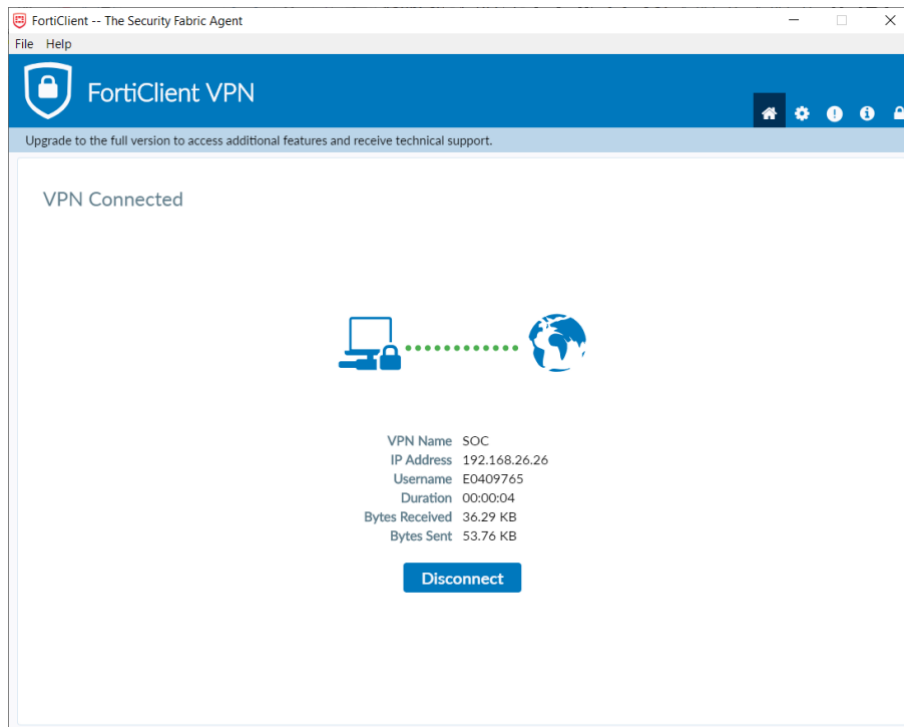 FortiClient -- The Security Fabric Agent
File Help
FortiClient VPN
Upgrade to the full version to access additional features and receive technical support.
VPN Connected
VPN Name SOC
IP Address 192.168.26.26
Username E0409765
Duration 00:00:04
Bytes Received 36.29 KB
Bytes Sent 53.76 KB
Disconnect